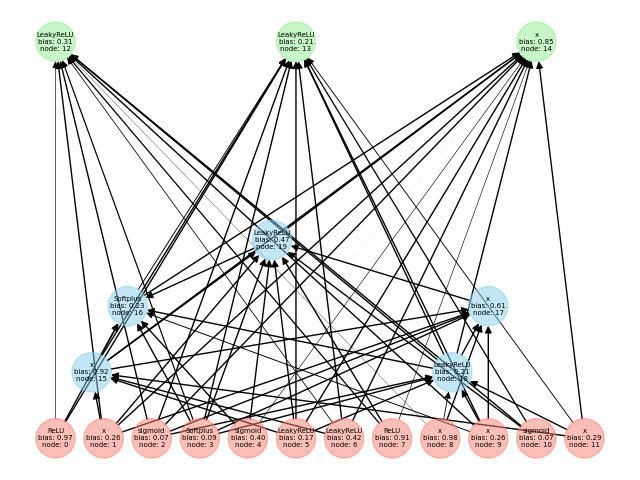 LeakyReLU
bias: 0.31
node: 12
LeakyReLU
bias: 0.21
node: 13
x
bias: 0.85
node: 14
LeakyReLU
bias: 0.47
node: 19
Softplus
bias: 0.23
node: 16
x
bias: 0.61
node: 17
x
bias: 0.92
node: 15
LeakyReLU
bias: 0.21
node: 18
ReLU
bias: 0.97
node: 0
x
bias: 0.26
node: 1
sigmoid
bias: 0.07
node: 2
Softplus
bias: 0.09
node: 3
sigmoid
bias: 0.40
node: 4
LeakyReLU
bias: 0.17
node: 5
LeakyReLU
bias: 0.42
node: 6
ReLU
bias: 0.91
node: 7
x
bias: 0.98
node: 8
x
bias: 0.26
node: 9
sigmoid
bias: 0.07
node: 10
x
bias: 0.29
node: 11